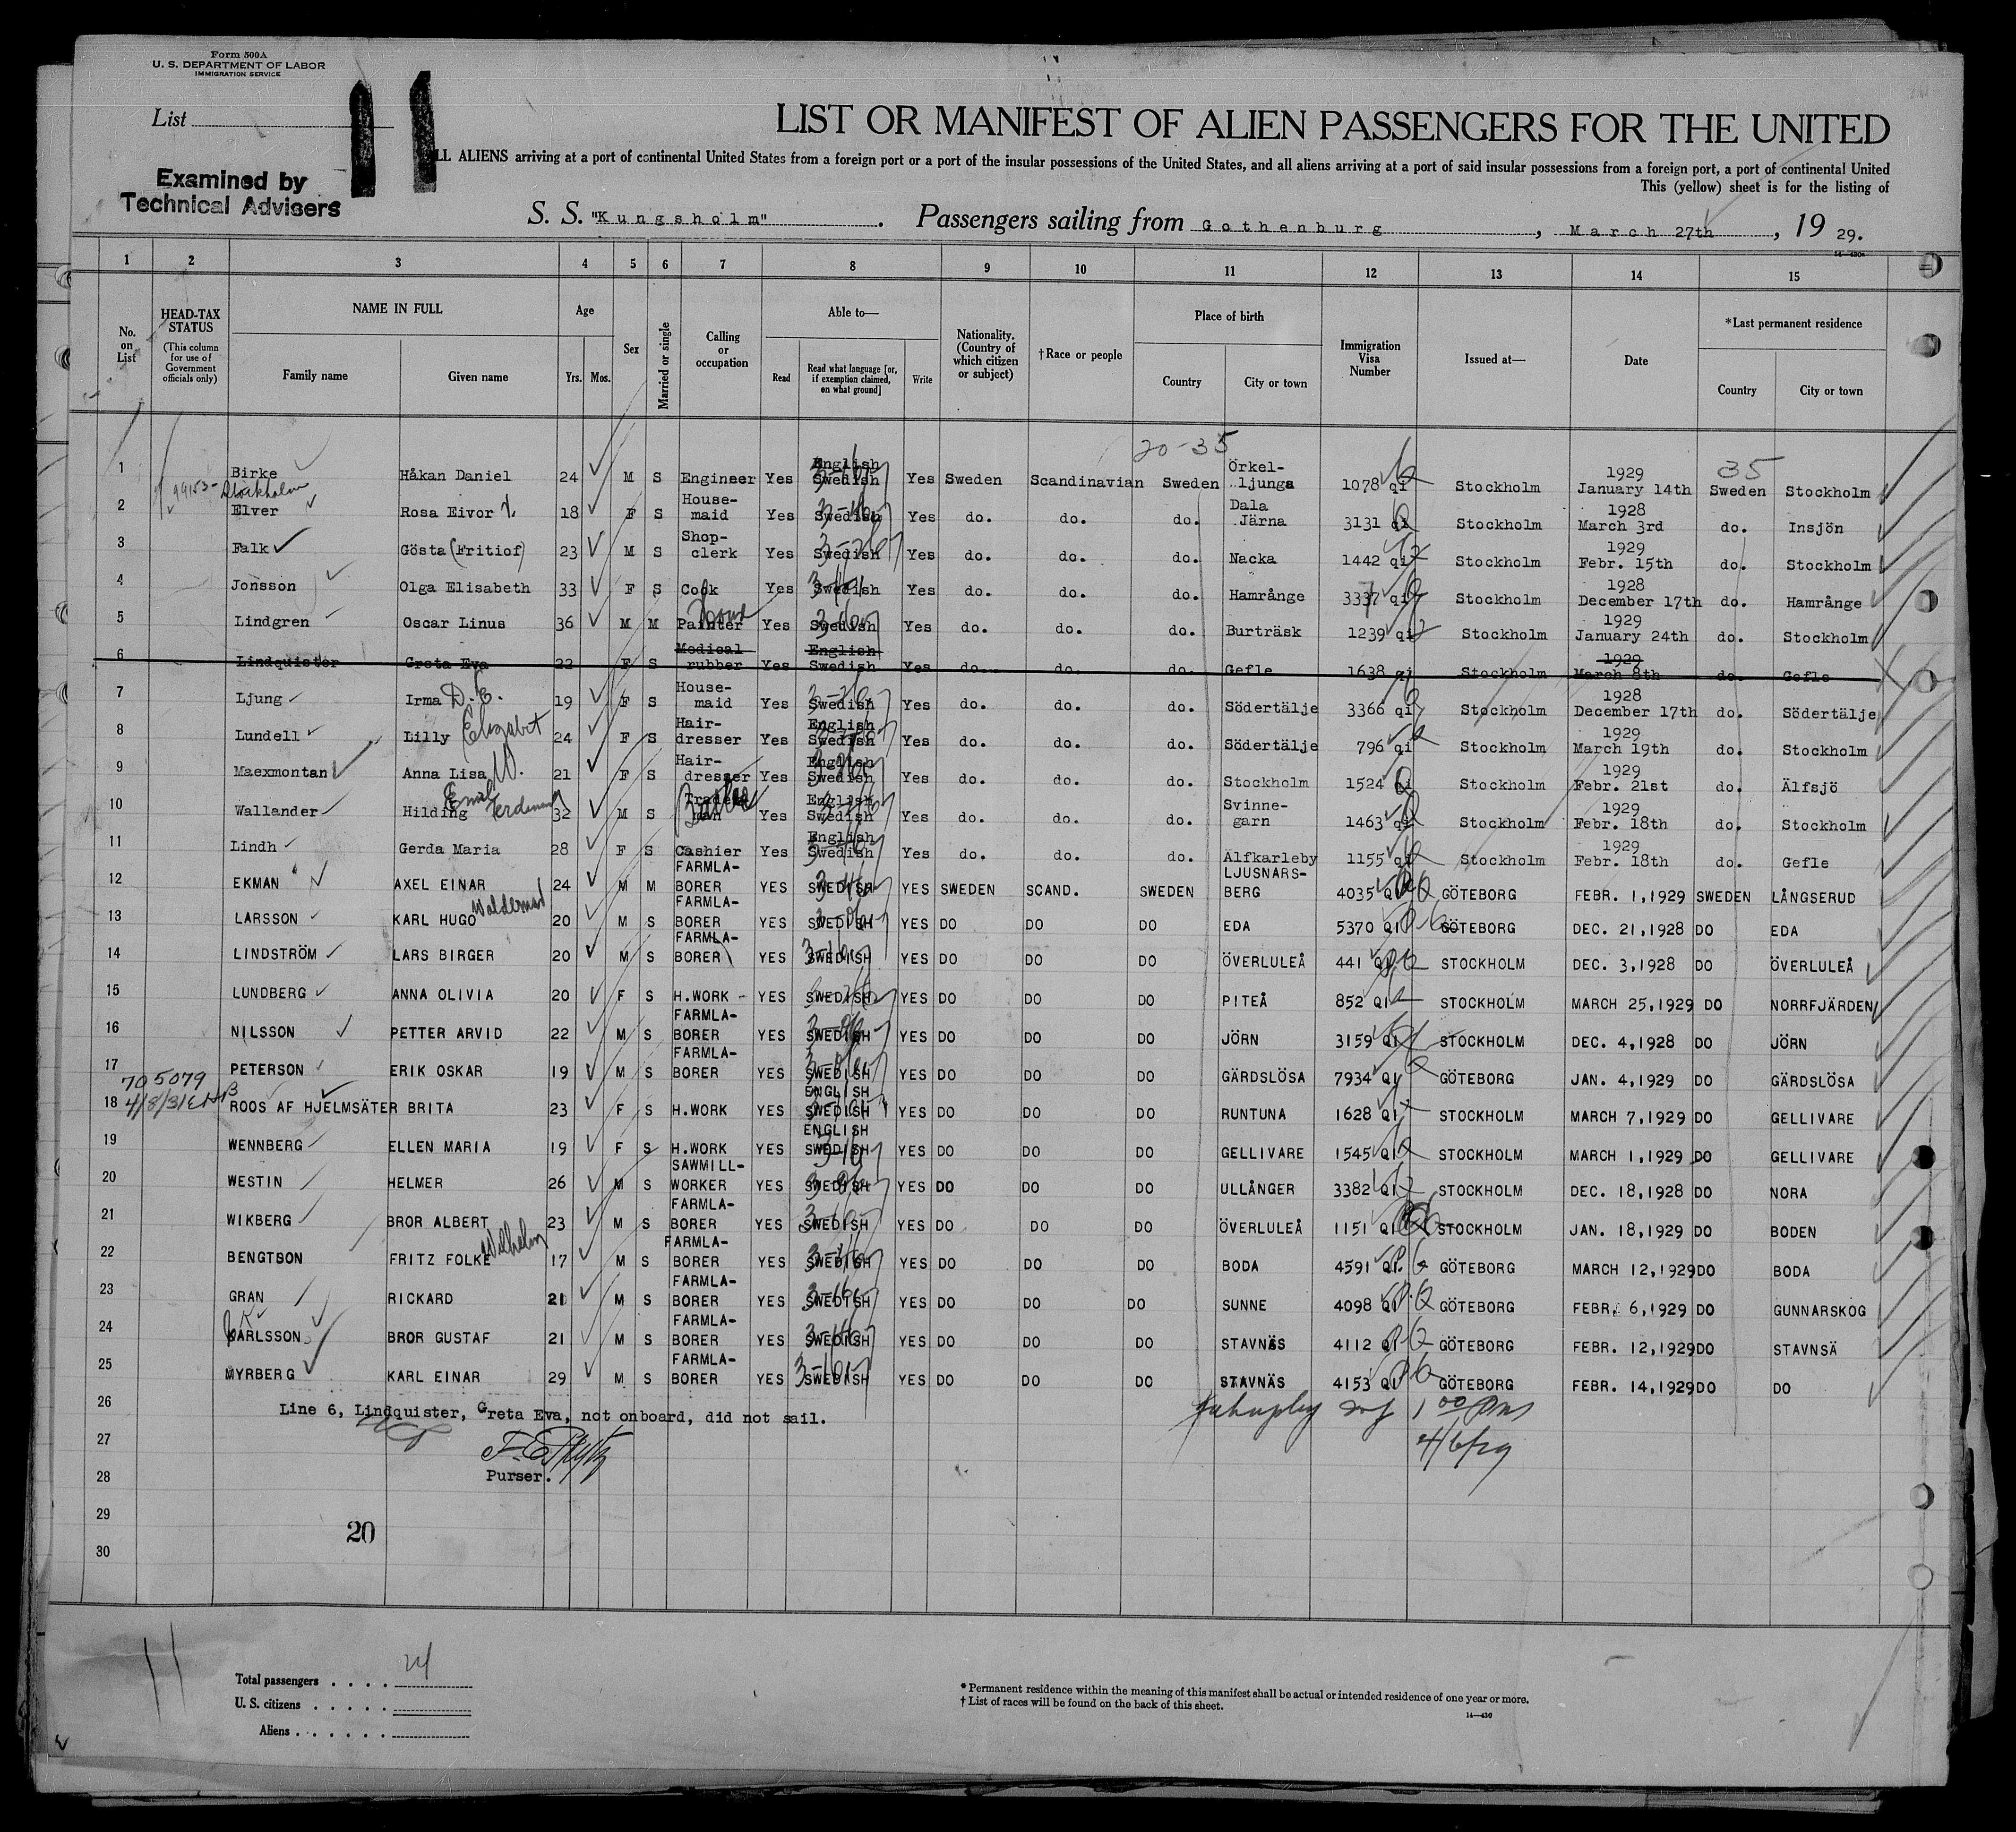 Form 500A
U. S. DEPARTMENT OF LABOR
IMMIGRATION SERVICE
List
11
Examined by
Technical Advisers
LIST OR MANIFEST OF ALIEN PASSENGERS FOR THE UNITED
LL ALIENS arriving at a port of continental United States from a foreign port or a port of the insular possessions of the United States, and all aliens arriving at a port of said insular possessions from a foreign port, a port of continental United
This (yellow) sheet is for the listing of
S. S. "Kungsholm" . Passengers sailing from Gothenburg , March 27th , 19 29.
14—430a
1 2 3 4 5 6 7 8 9 10 11 12 13 14 15
No. on List
HEAD-TAX STATUS (This column for use of Government officials only)
NAME IN FULL
Family name Given name
Age
Yrs. Mos.
Sex
Married or single
Calling or occupation
Able to—
Read
Read what language [or, if exemption claimed, on what ground]
Write
Nationality. (Country of which citizen or subject)
†Race or people
Place of birth
Country City or town
Immigration Visa Number
Issued at—
Date
*Last permanent residence
Country City or town
20-35 35
1 Birke Håkan Daniel 24 M S Engineer Yes English Swedish Yes Sweden Scandinavian Sweden Örkel-ljunga 1078 qi Stockholm 1929 January 14th Sweden Stockholm
99153- Stockholm
2 Elver Rosa Eivor 18 F S House-maid Yes Swedish Yes do. do. do. Dala Järna 3131 qi Stockholm 1928 March 3rd do. Insjön
3 Falk Gösta (Fritiof) 23 M S Shop-clerk Yes Swedish Yes do. do. do. Nacka 1442 qi Stockholm 1929 Febr. 15th do. Stockholm
4 Jonsson Olga Elisabeth 33 F S Cook Yes Swedish Yes do. do. do. Hamrånge 3337 qi Stockholm 1928 December 17th do. Hamrånge
5 Lindgren Oscar Linus 36 M M Painter Yes Swedish Yes do. do. do. Burträsk 1239 qi Stockholm 1929 January 24th do. Stockholm
6 Lindquister Greta Eva 22 F S Medical rubber Yes English Swedish Yes do. do. do. Gefle 1638 qi Stockholm 1929 March 8th do. Gefle
7 Ljung Irma D. E. 19 F S House-maid Yes Swedish Yes do. do. do. Södertälje 3366 qi Stockholm 1928 December 17th do. Södertälje
8 Lundell Lilly Elizabet 24 F S Hair-dresser Yes English Swedish Yes do. do. do. Södertälje 796 qi Stockholm 1929 March 19th do. Stockholm
9 Maexmontan Anna Lisa W. 21 F S Hair-dresser Yes English Swedish Yes do. do. do. Stockholm 1524 Stockholm 1929 Febr. 21st do. Älfsjö
10 Wallander Emil Hilding Ferdinand 32 M S Trades man Yes English Swedish Yes do. do. do. Svinne-garn 1463 qi Stockholm 1929 Febr. 18th do. Stockholm
11 Lindh Gerda Maria 28 F S Cashier Yes English Swedish Yes do. do. do. Älfkarleby 1155 qi Stockholm 1929 Febr. 18th do. Gefle
12 EKMAN AXEL EINAR 24 M M FARMLA-BORER YES SWEDISH YES SWEDEN SCAND. SWEDEN LJUSNARS-BERG 4035 QI GÖTEBORG FEBR. 1,1929 SWEDEN LÅNGSERUD
13 LARSSON KARL HUGO Waldemar 20 M S FARMLA-BORER YES SWEDISH YES DO DO DO EDA 5370 QI GÖTEBORG DEC. 21,1928 DO EDA
14 LINDSTRÖM LARS BIRGER 20 M S FARMLA-BORER YES SWEDISH YES DO DO DO ÖVERLULEÅ 441 QI STOCKHOLM DEC. 3,1928 DO ÖVERLULEÅ
15 LUNDBERG ANNA OLIVIA 20 F S H.WORK YES SWEDISH YES DO DO DO PITEÅ 852 QI STOCKHOLM MARCH 25,1929 DO NORRFJÄRDEN
16 NILSSON PETTER ARVID 22 M S FARMLA-BORER YES SWEDISH YES DO DO DO JÖRN 3159 QI STOCKHOLM DEC. 4,1928 DO JÖRN
17 PETERSON ERIK OSKAR 19 M S FARMLA-BORER YES SWEDISH YES DO DO DO GÄRDSLÖSA 7934 QI GÖTEBORG JAN. 4,1929 DO GÄRDSLÖSA
70 5079
4/8/31
18 ROOS AF HJELMSÄTER BRITA 23 F S H.WORK YES ENGLISH SWEDISH YES DO DO DO RUNTUNA 1628 QI STOCKHOLM MARCH 7,1929 DO GELLIVARE
19 WENNBERG ELLEN MARIA 19 F S H.WORK YES ENGLISH SWEDISH YES DO DO DO GELLIVARE 1545 QI STOCKHOLM MARCH 1,1929 DO GELLIVARE
20 WESTIN HELMER 26 M S SAWMILL-WORKER YES SWEDISH YES DO DO DO ULLÅNGER 3382 QI STOCKHOLM DEC. 18,1928 DO NORA
21 WIKBERG BROR ALBERT 23 M S FARMLA-BORER YES SWEDISH YES DO DO DO ÖVERLULEÅ 1151 QI STOCKHOLM JAN. 18,1929 DO BODEN
22 BENGTSON FRITZ FOLKE Wilhelm 17 M S FARMLA-BORER YES SWEDISH YES DO DO DO BODA 4591 QI GÖTEBORG MARCH 12,1929 DO BODA
23 GRAN RICKARD 21 M S FARMLA-BORER YES SWEDISH YES DO DO DO SUNNE 4098 QI GÖTEBORG FEBR. 6,1929 DO GUNNARSKOG
24 KARLSSON BROR GUSTAF 21 M S FARMLA-BORER YES SWEDISH YES DO DO DO STAVNÄS 4112 QI GÖTEBORG FEBR. 12,1929 DO STAVNSÄ
25 MYRBERG KARL EINAR 29 M S FARMLA-BORER YES SWEDISH YES DO DO DO STAVNÄS 4153 QI GÖTEBORG FEBR. 14,1929 DO DO
26 Line 6, Lindquister, Greta Eva, not onboard, did not sail.
27 4/6/29
28 Purser.
29
20
30
11
Total passengers . . . . 24
U. S. citizens . . . . .
Aliens . . . . . .
* Permanent residence within the meaning of this manifest shall be actual or intended residence of one year or more.
† List of races will be found on the back of this sheet.
14—430